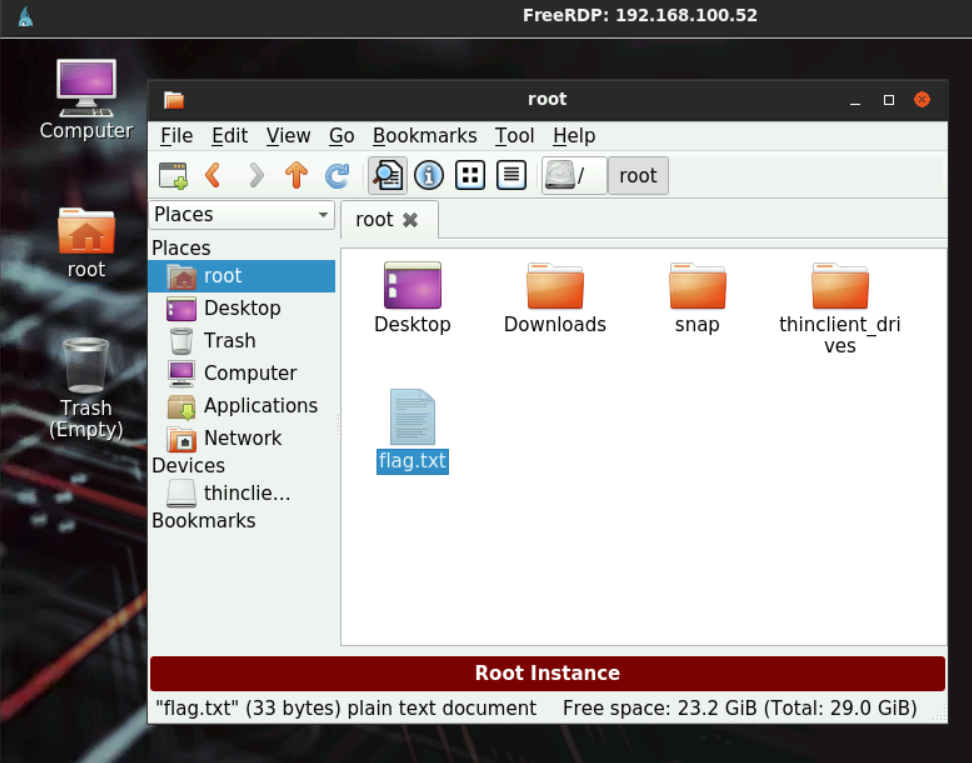 FreeRDP: 192.168.100.52
Computer
root
Trash
(Empty)
root
File Edit View Go Bookmarks Tool Help
/ root
Places
root
Places
root
Desktop
Trash
Computer
Applications
Network
Devices
thinclie...
Bookmarks
Desktop Downloads snap thinclient_dri
ves
flag.txt
Root Instance
"flag.txt" (33 bytes) plain text document Free space: 23.2 GiB (Total: 29.0 GiB)